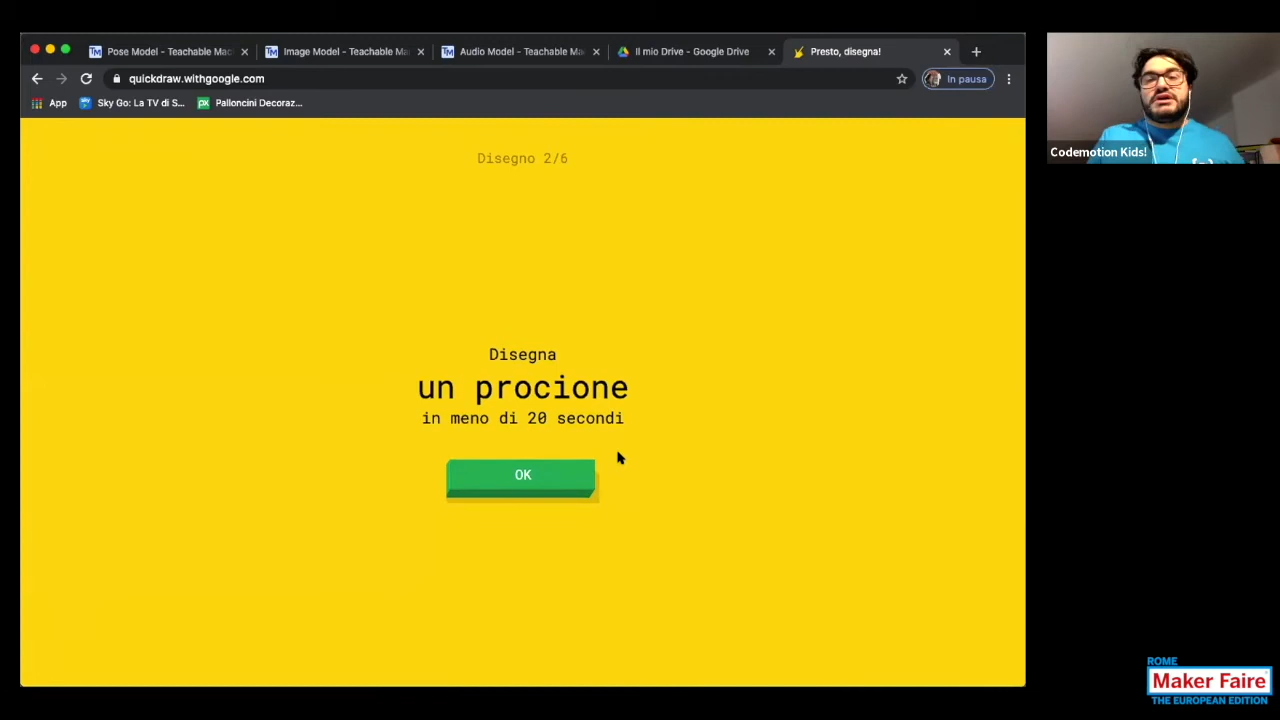 Pose Model - Teachable Mac
Image Model - Teachable Ma
Audio Model - Teachable Ma
Il mio Drive - Google Drive
Presto, disegna!
quickdraw.withgoogle.com
In pausa
App
Sky Go: La TV di S...
Palloncini Decoraz...
Disegno 2/6
Disegna
un procione
in meno di 20 secondi
OK
Codemotion Kids!
ROME
Maker Faire
THE EUROPEAN EDITION